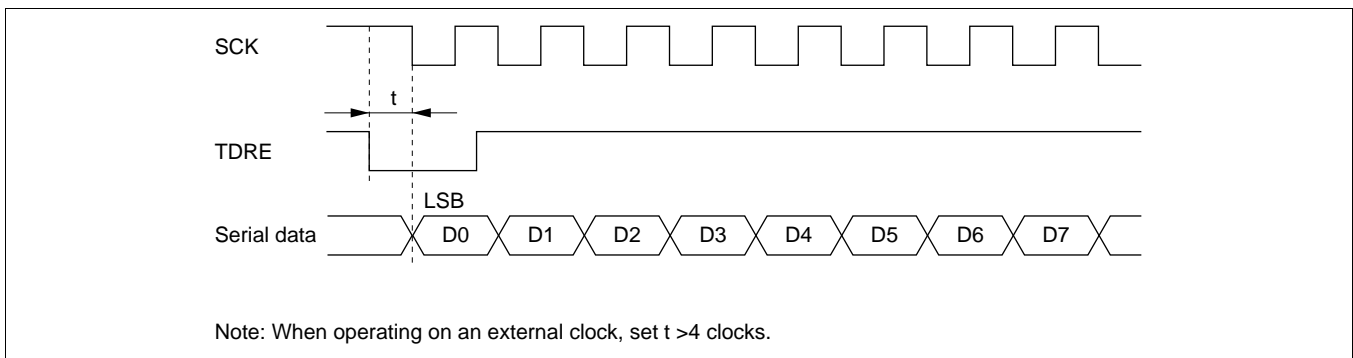 SCK
t
TDRE
LSB
Serial data D0 D1 D2 D3 D4 D5 D6 D7
Note: When operating on an external clock, set t >4 clocks.